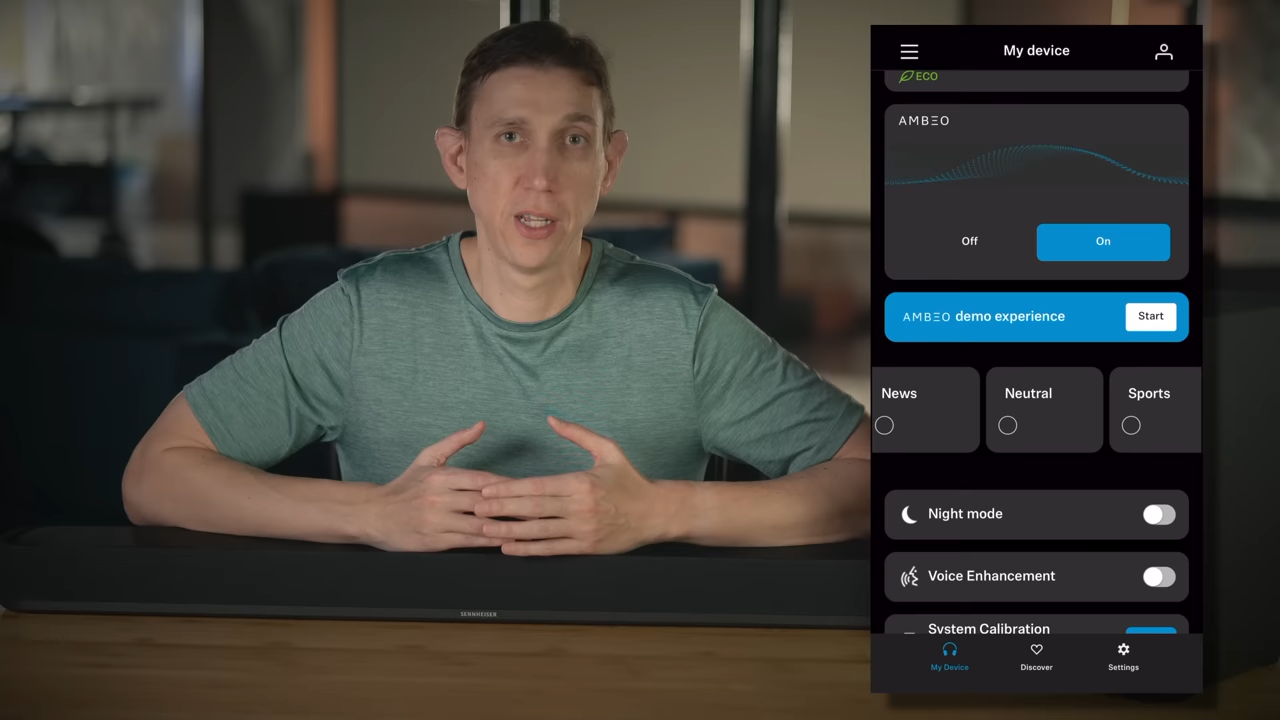 My device
ECO
AMBEO
Off
On
AMBEO demo experience
Start
News
Neutral
Sports
Night mode
Voice Enhancement
System Calibration
My Device
Discover
Settings
SENNHEISER